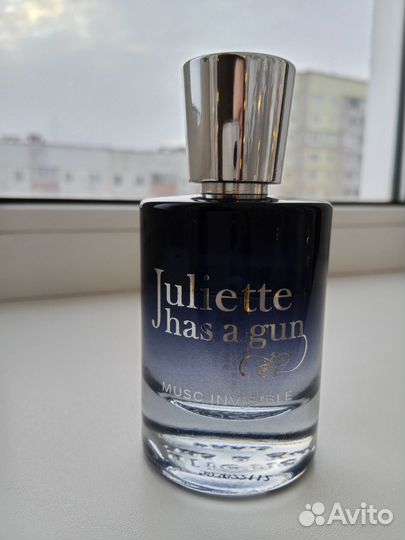 Juliette
has a gun
MUSC INVISIBLE
Avito